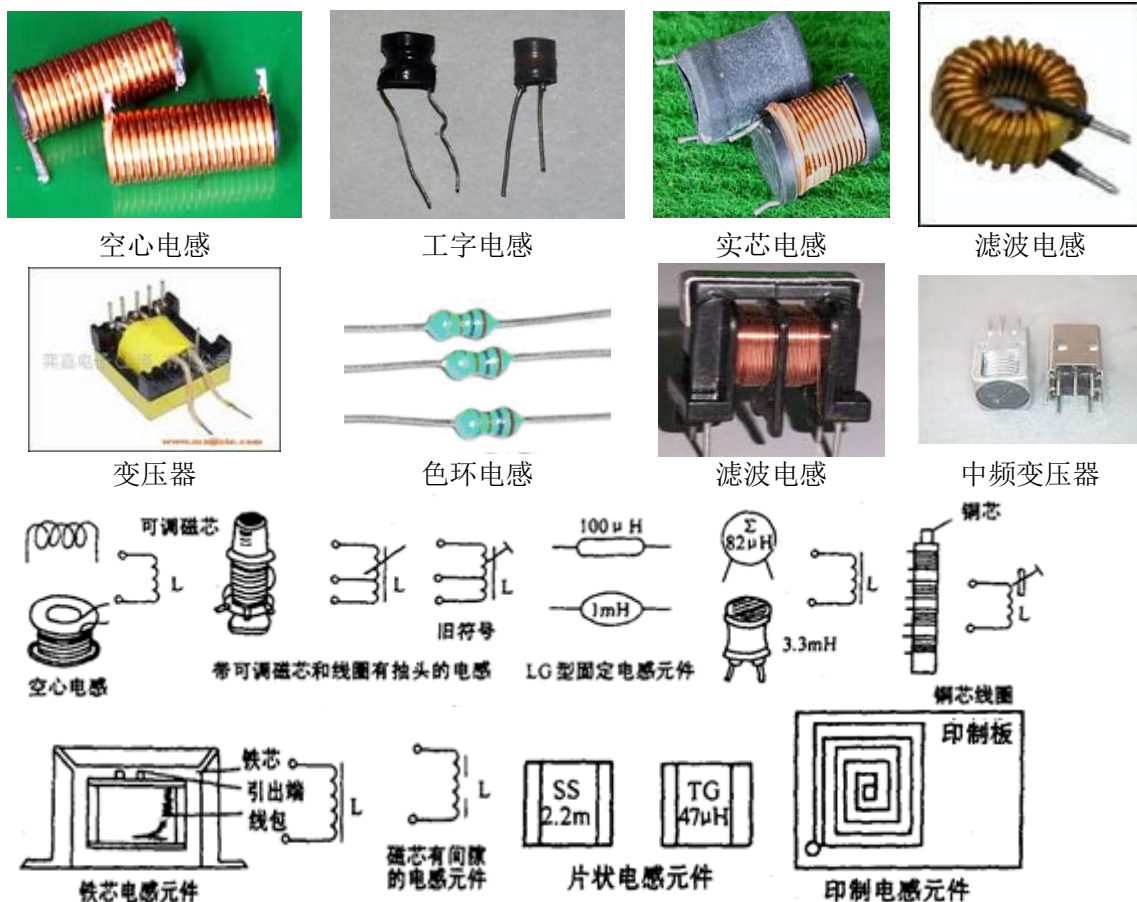 空心电感
工字电感
实芯电感
滤波电感
www.maijiste.com
变压器
色环电感
滤波电感
中频变压器
可调磁芯
L
空心电感
L
L
旧符号
带可调磁芯和线圈有抽头的电感
100μH
1mH
LG型固定电感元件
Σ
82μH
L
3.3mH
铜芯
L
铜芯线圈
铁芯
引出端
线包
L
铁芯电感元件
L
磁芯有间隙
的电感元件
SS
2.2m
TG
47μH
片状电感元件
印制板
印制电感元件